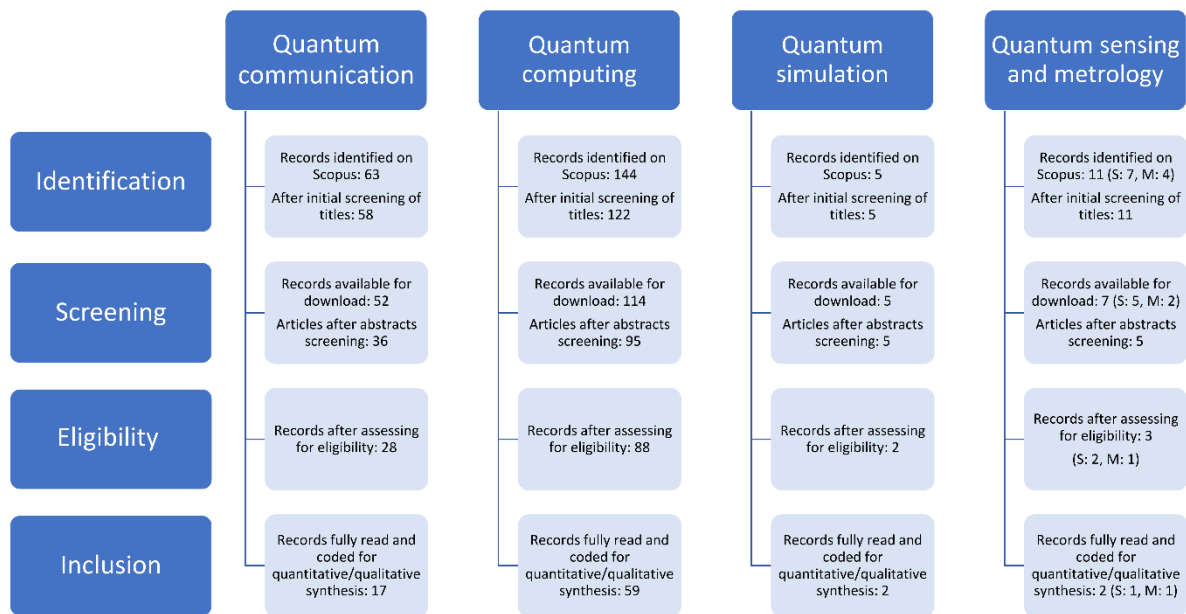 Quantum
communication
Quantum
computing
Quantum
simulation
Quantum sensing
and metrology
Identification
Records identified on
Scopus: 63
After initial screening of
titles: 58
Records identified on
Scopus: 144
After initial screening of
titles: 122
Records identified on
Scopus: 5
After initial screening of
titles: 5
Records identified on
Scopus: 11 (S: 7, M: 4)
After initial screening of
titles: 11
Screening
Records available for
download: 52
Articles after abstracts
screening: 36
Records available for
download: 114
Articles after abstracts
screening: 95
Records available for
download: 5
Articles after abstracts
screening: 5
Records available for
download: 7 (S: 5, M: 2)
Articles after abstracts
screening: 5
Eligibility
Records after assessing
for eligibility: 28
Records after assessing
for eligibility: 88
Records after assessing
for eligibility: 2
Records after assessing
for eligibility: 3
(S: 2, M: 1)
Inclusion
Records fully read and
coded for
quantitative/qualitative
synthesis: 17
Records fully read and
coded for
quantitative/qualitative
synthesis: 59
Records fully read and
coded for
quantitative/qualitative
synthesis: 2
Records fully read and
coded for
quantitative/qualitative
synthesis: 2 (S: 1, M: 1)